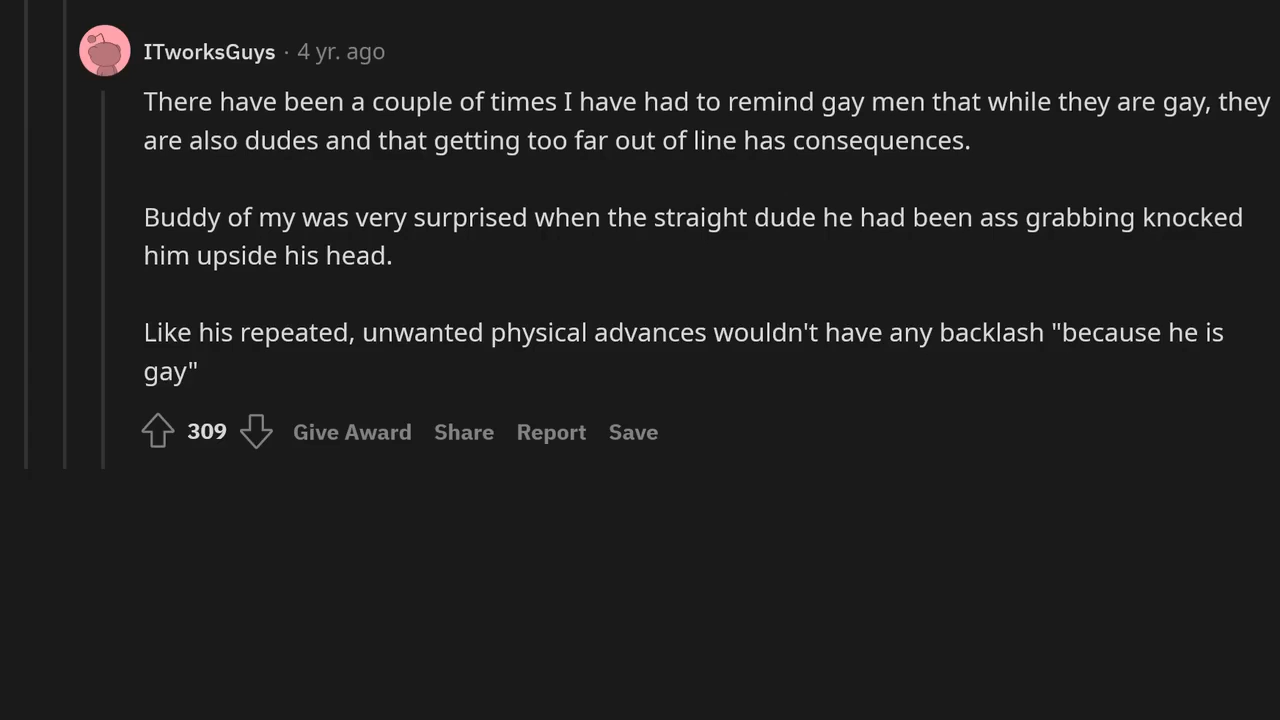 ITworksGuys · 4 yr. ago
There have been a couple of times I have had to remind gay men that while they are gay, they
are also dudes and that getting too far out of line has consequences.
Buddy of my was very surprised when the straight dude he had been ass grabbing knocked
him upside his head.
Like his repeated, unwanted physical advances wouldn't have any backlash "because he is
gay"
309 Give Award Share Report Save